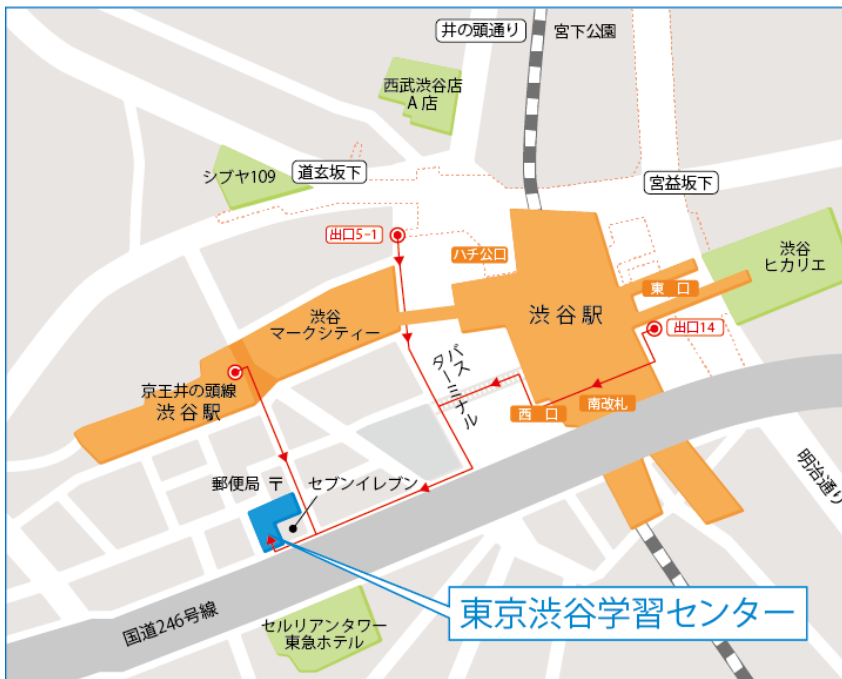 井の頭通り
宮下公園
西武渋谷店
A 店
シブヤ109
道玄坂下
宮益坂下
出口5-1
ハチ公口
渋谷
ヒカリエ
東 口
渋谷
マークシティー
渋谷駅
出口14
バス
ターミナル
京王井の頭線
渋谷駅
西 口
南改札
明治通り
郵便局 〒
セブンイレブン
東京渋谷学習センター
国道246号線
セルリアンタワー
東急ホテル